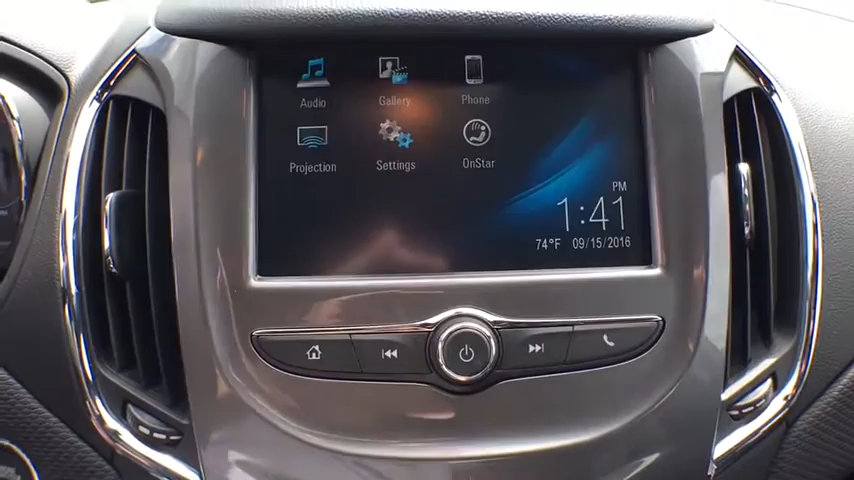 Audio Gallery Phone
Projection Settings OnStar
PM
1:41
74°F 09/15/2016